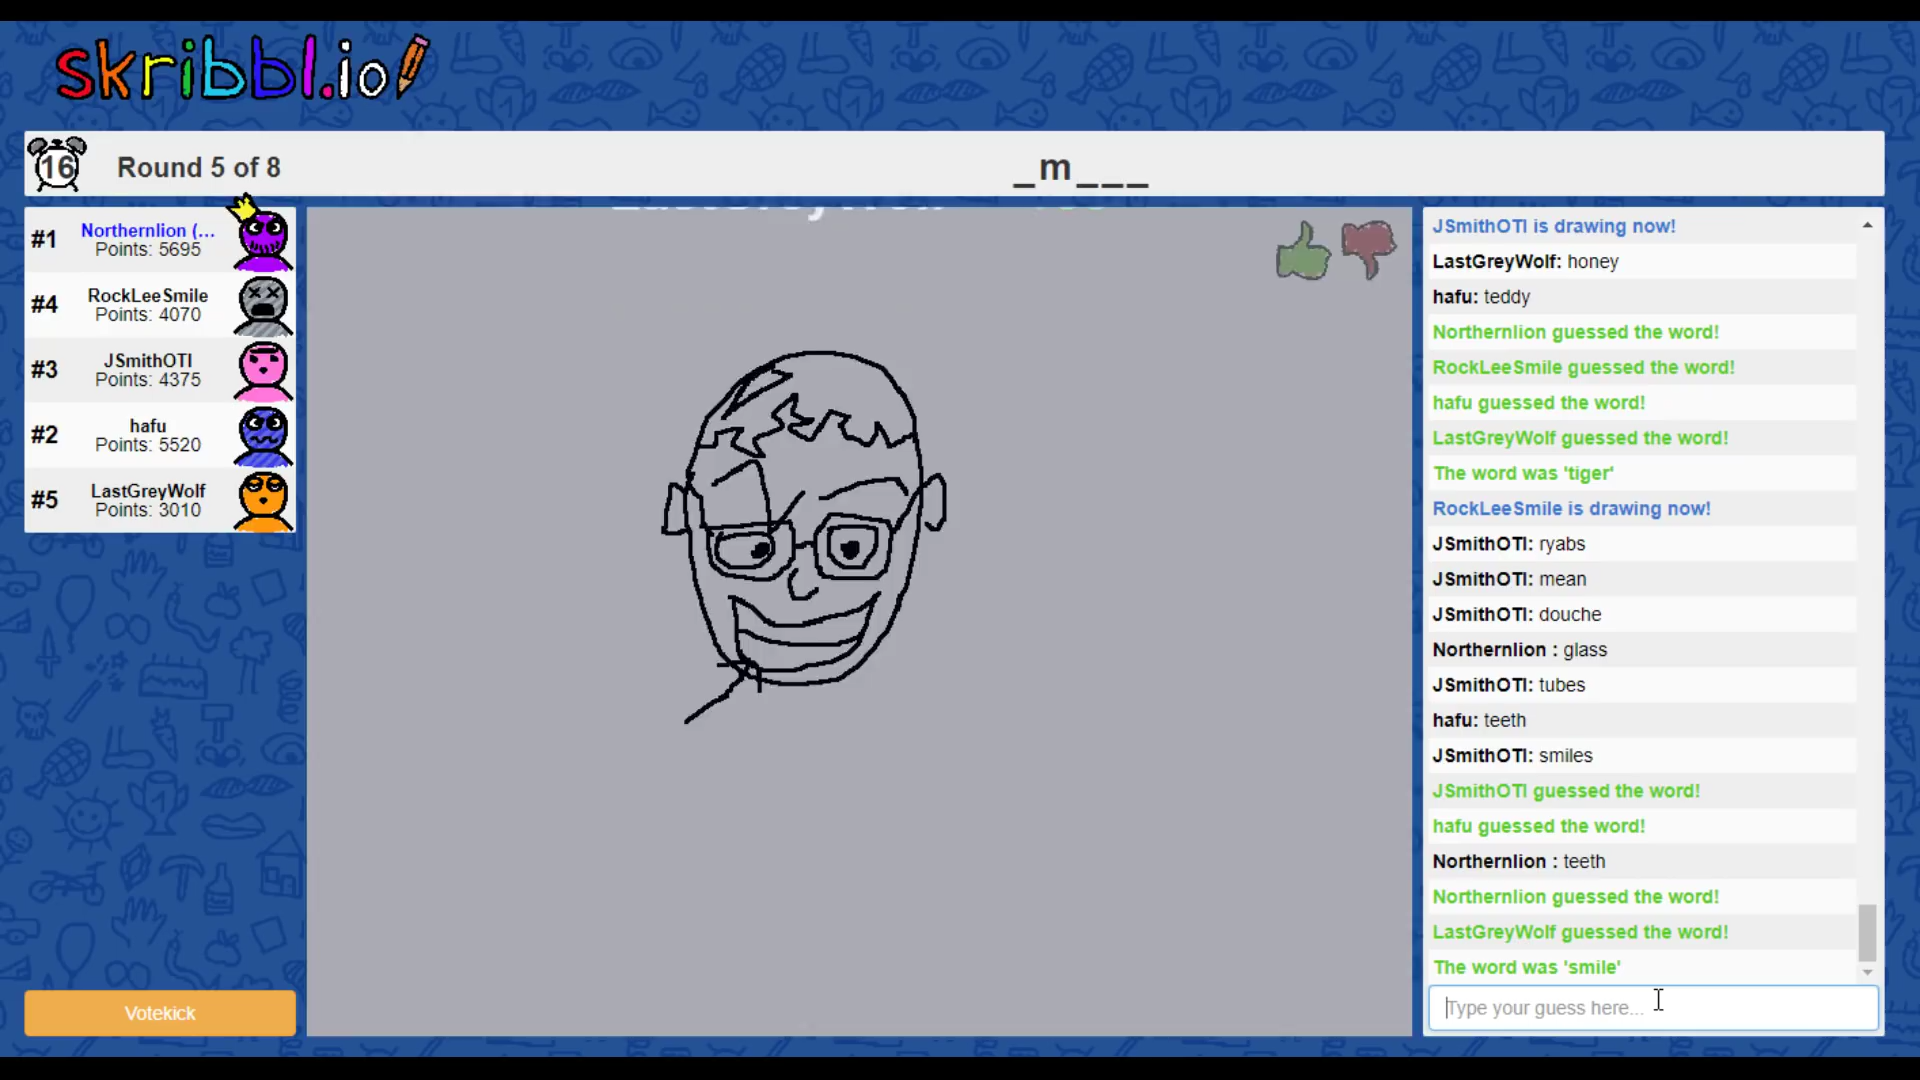 skribbl.io
16
Round 5 of 8
_m___
#1
Northernlion (...
Points: 5695
#4
RockLeeSmile
Points: 4070
#3
JSmithOTI
Points: 4375
#2
hafu
Points: 5520
#5
LastGreyWolf
Points: 3010
Votekick
JSmithOTI is drawing now!
LastGreyWolf: honey
hafu: teddy
Northernlion guessed the word!
RockLeeSmile guessed the word!
hafu guessed the word!
LastGreyWolf guessed the word!
The word was 'tiger'
RockLeeSmile is drawing now!
JSmithOTI: ryabs
JSmithOTI: mean
JSmithOTI: douche
Northernlion : glass
JSmithOTI: tubes
hafu: teeth
JSmithOTI: smiles
JSmithOTI guessed the word!
hafu guessed the word!
Northernlion : teeth
Northernlion guessed the word!
LastGreyWolf guessed the word!
The word was 'smile'
Type your guess here...